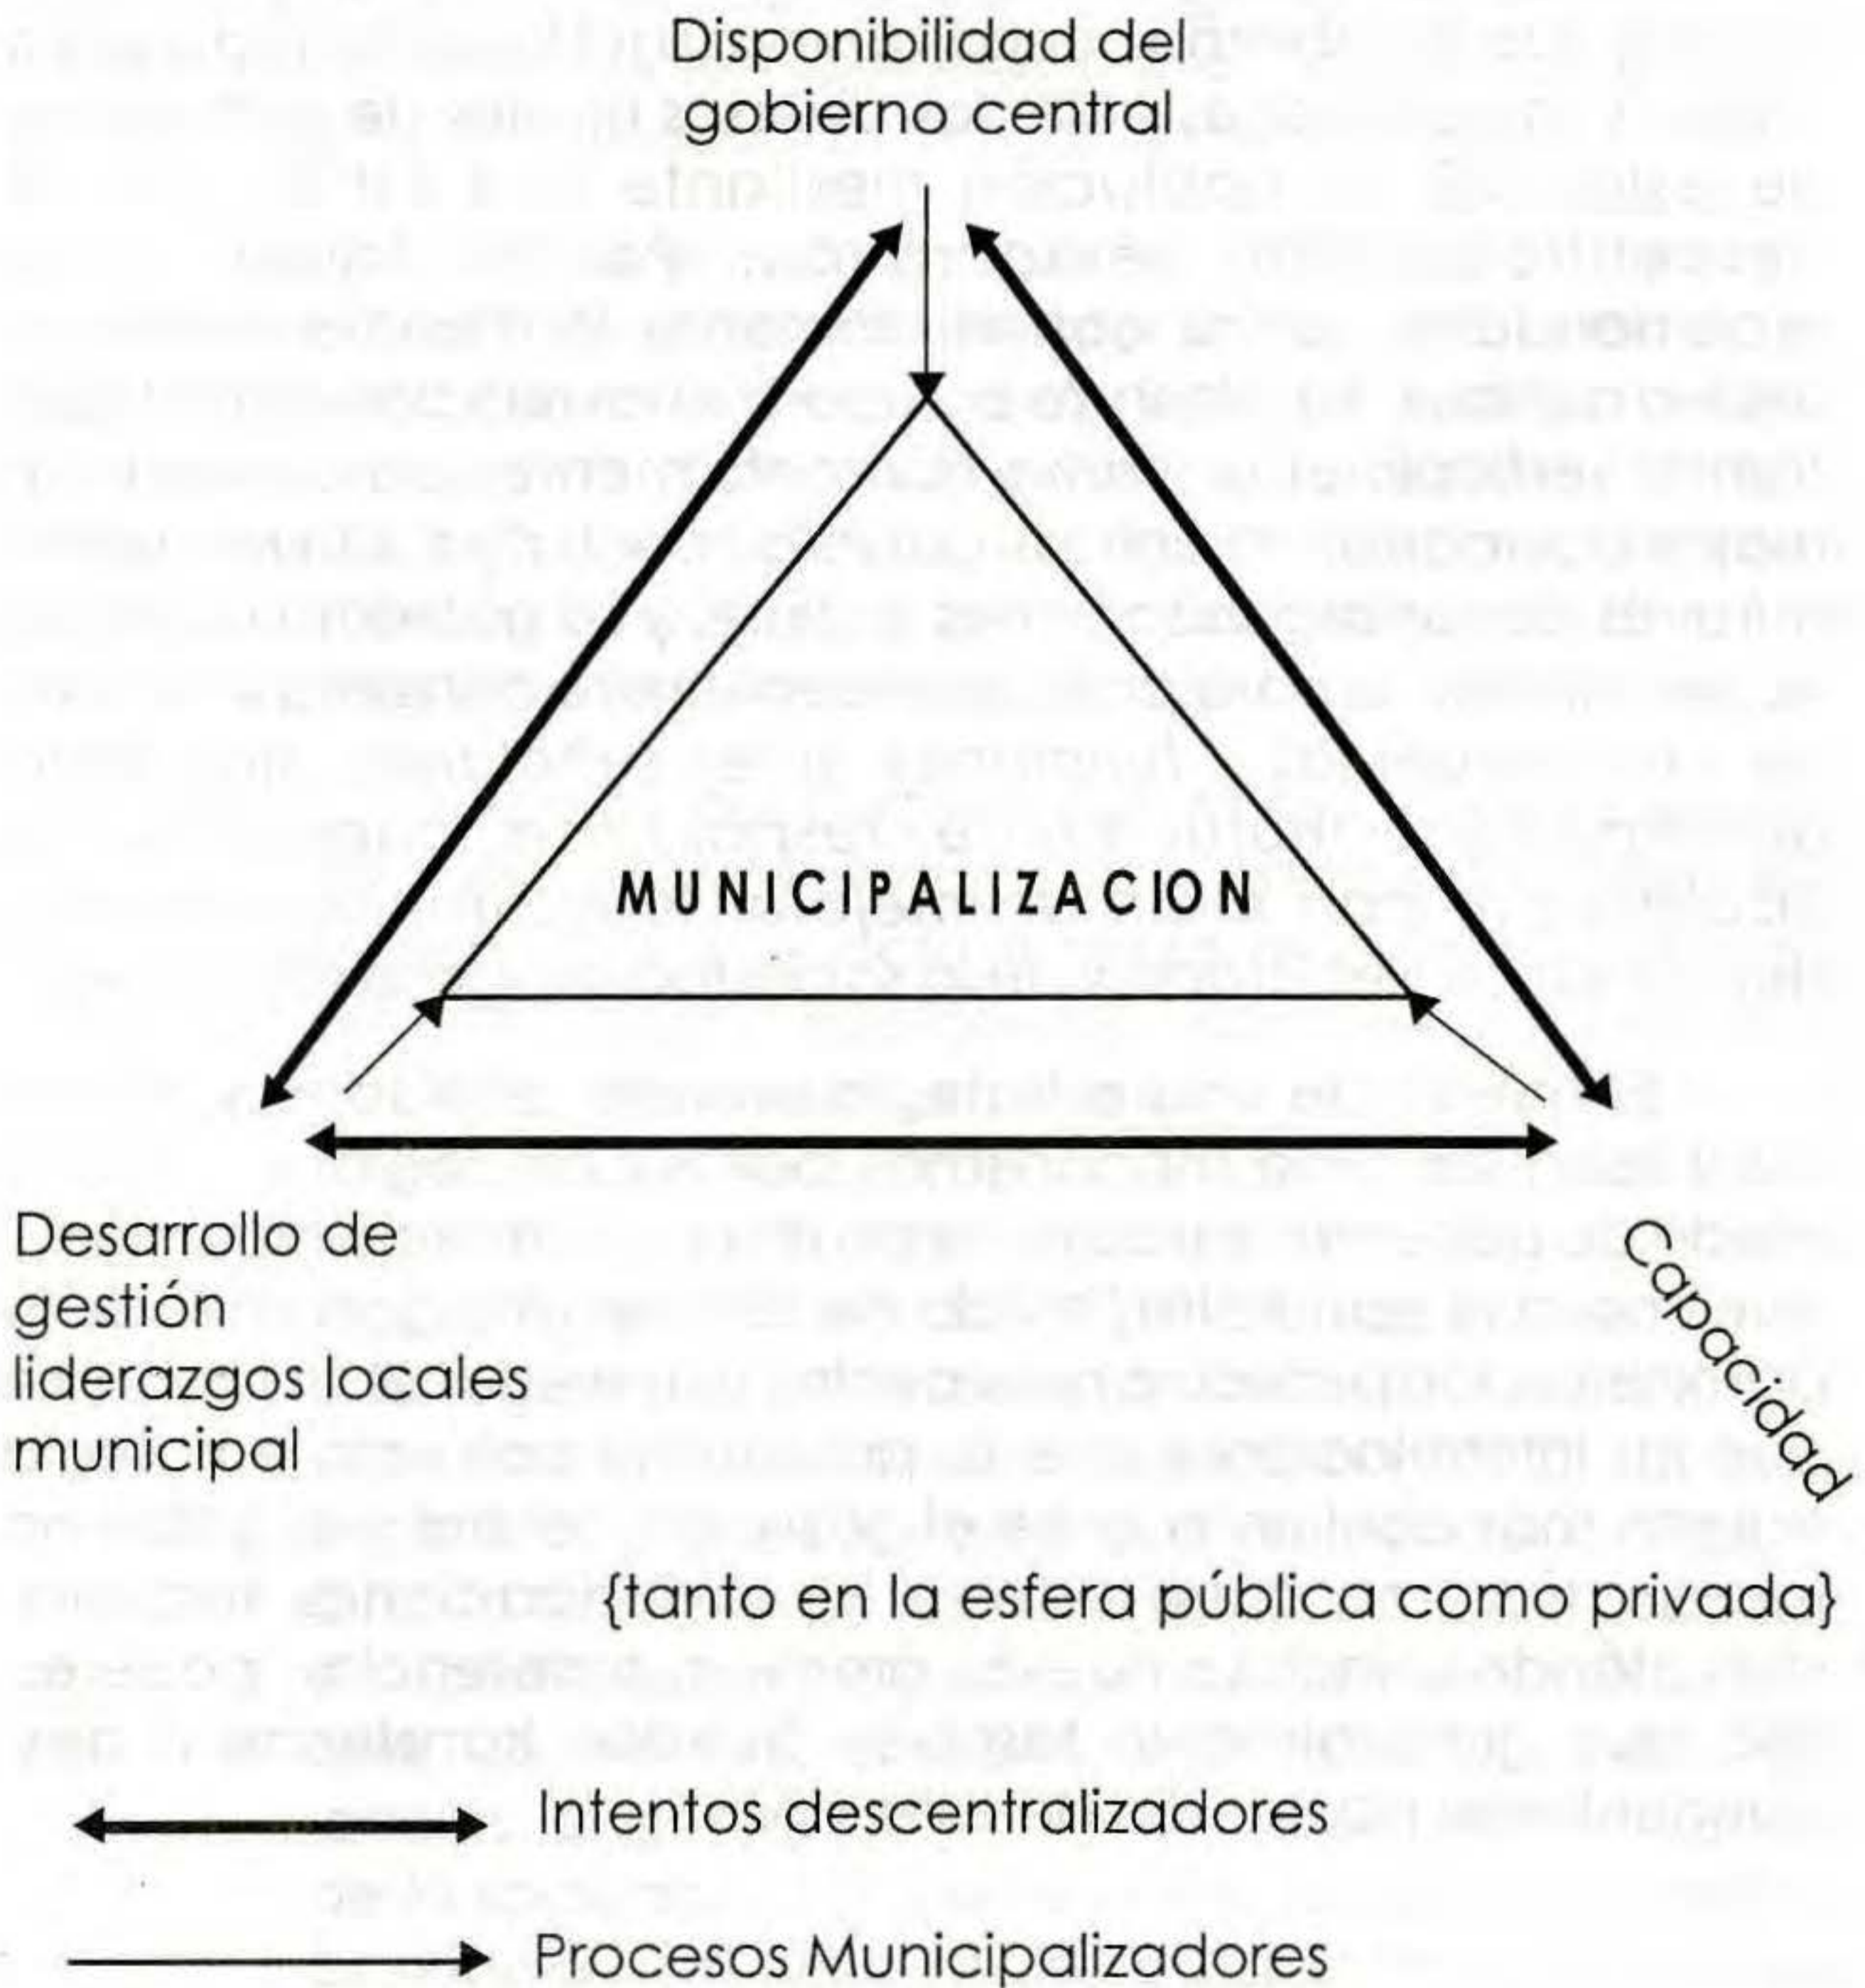 Disponibilidad del
gobierno central
MUNICIPALIZACION
Desarrollo de
gestión
liderazgos locales
municipal
Capacidad
{tanto en la esfera pública como privada}
Intentos descentralizadores
Procesos Municipalizadores